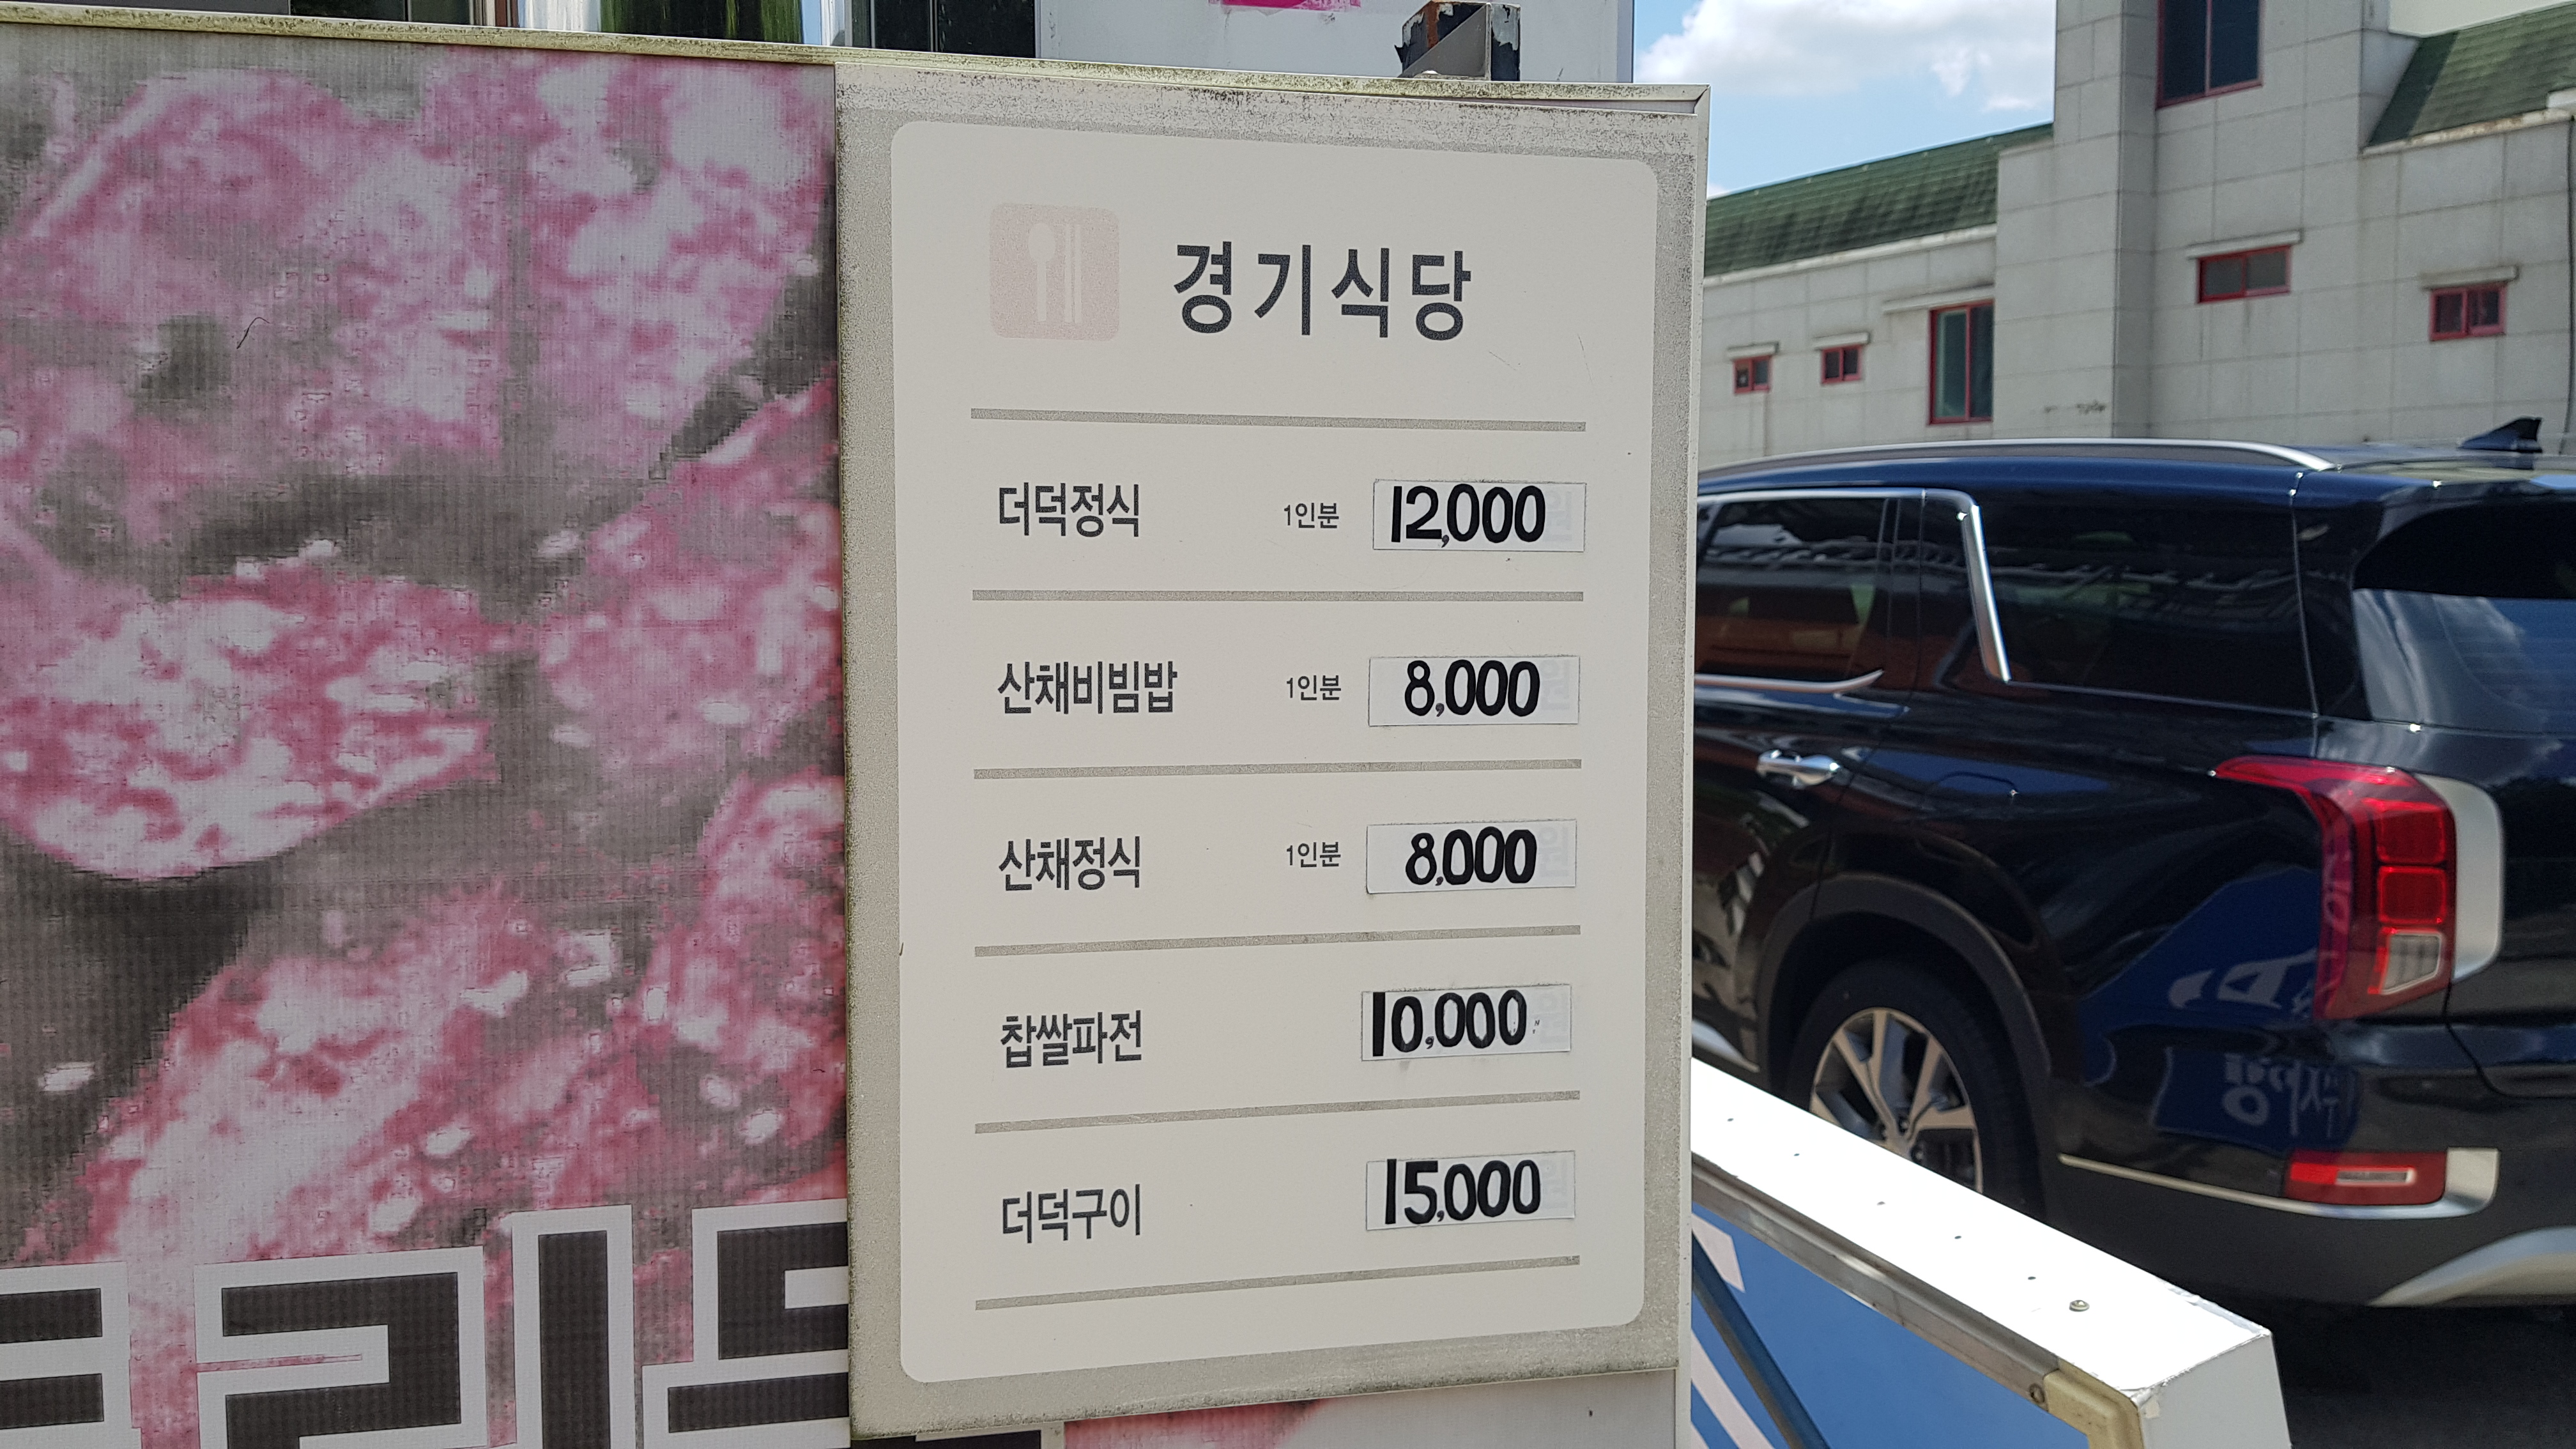 경기식당
더덕정식 1인분 12,000
산채비빔밥 1인분 8,000
산채정식 1인분 8,000
찹쌀파전 10,000
더덕구이 15,000